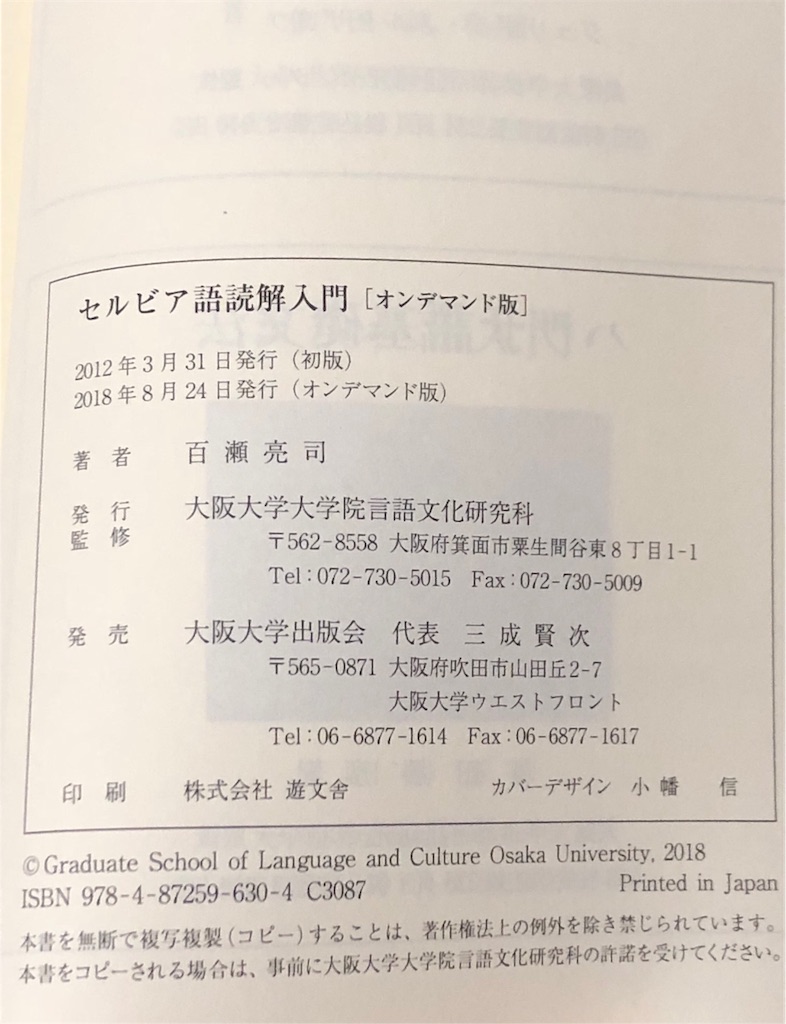 セルビア語読解入門［オンデマンド版］
2012年3月31日発行（初版）
2018年8月24日発行（オンデマンド版）
著者 百瀬亮司
発行 大阪大学大学院言語文化研究科
監修
〒562-8558 大阪府箕面市粟生間谷東8丁目1-1
Tel：072-730-5015 Fax：072-730-5009
発売 大阪大学出版会 代表 三成賢次
〒565-0871 大阪府吹田市山田丘2-7
大阪大学ウエストフロント
Tel：06-6877-1614 Fax：06-6877-1617
印刷 株式会社 遊文舎 カバーデザイン 小幡 信
©Graduate School of Language and Culture Osaka University, 2018
ISBN 978-4-87259-630-4 C3087 Printed in Japan
本書を無断で複写複製（コピー）することは、著作権法上の例外を除き禁じられています。
本書をコピーされる場合は、事前に大阪大学大学院言語文化研究科の許諾を受けてください。